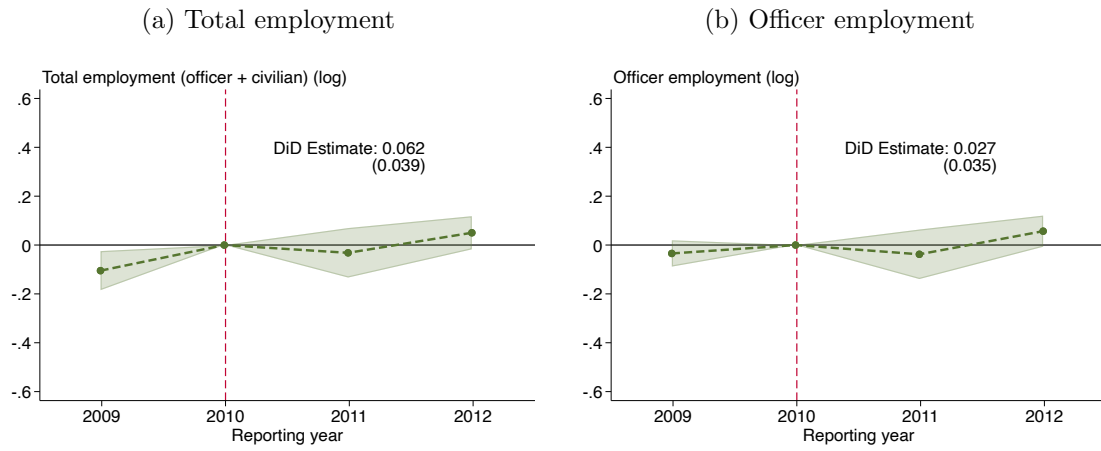 (a) Total employment
Total employment (officer + civilian) (log)
.6
.4
.2
0
-.2
-.4
-.6
DiD Estimate: 0.062
(0.039)
2009 2010 2011 2012
Reporting year
(b) Officer employment
Officer employment (log)
.6
.4
.2
0
-.2
-.4
-.6
DiD Estimate: 0.027
(0.035)
2009 2010 2011 2012
Reporting year